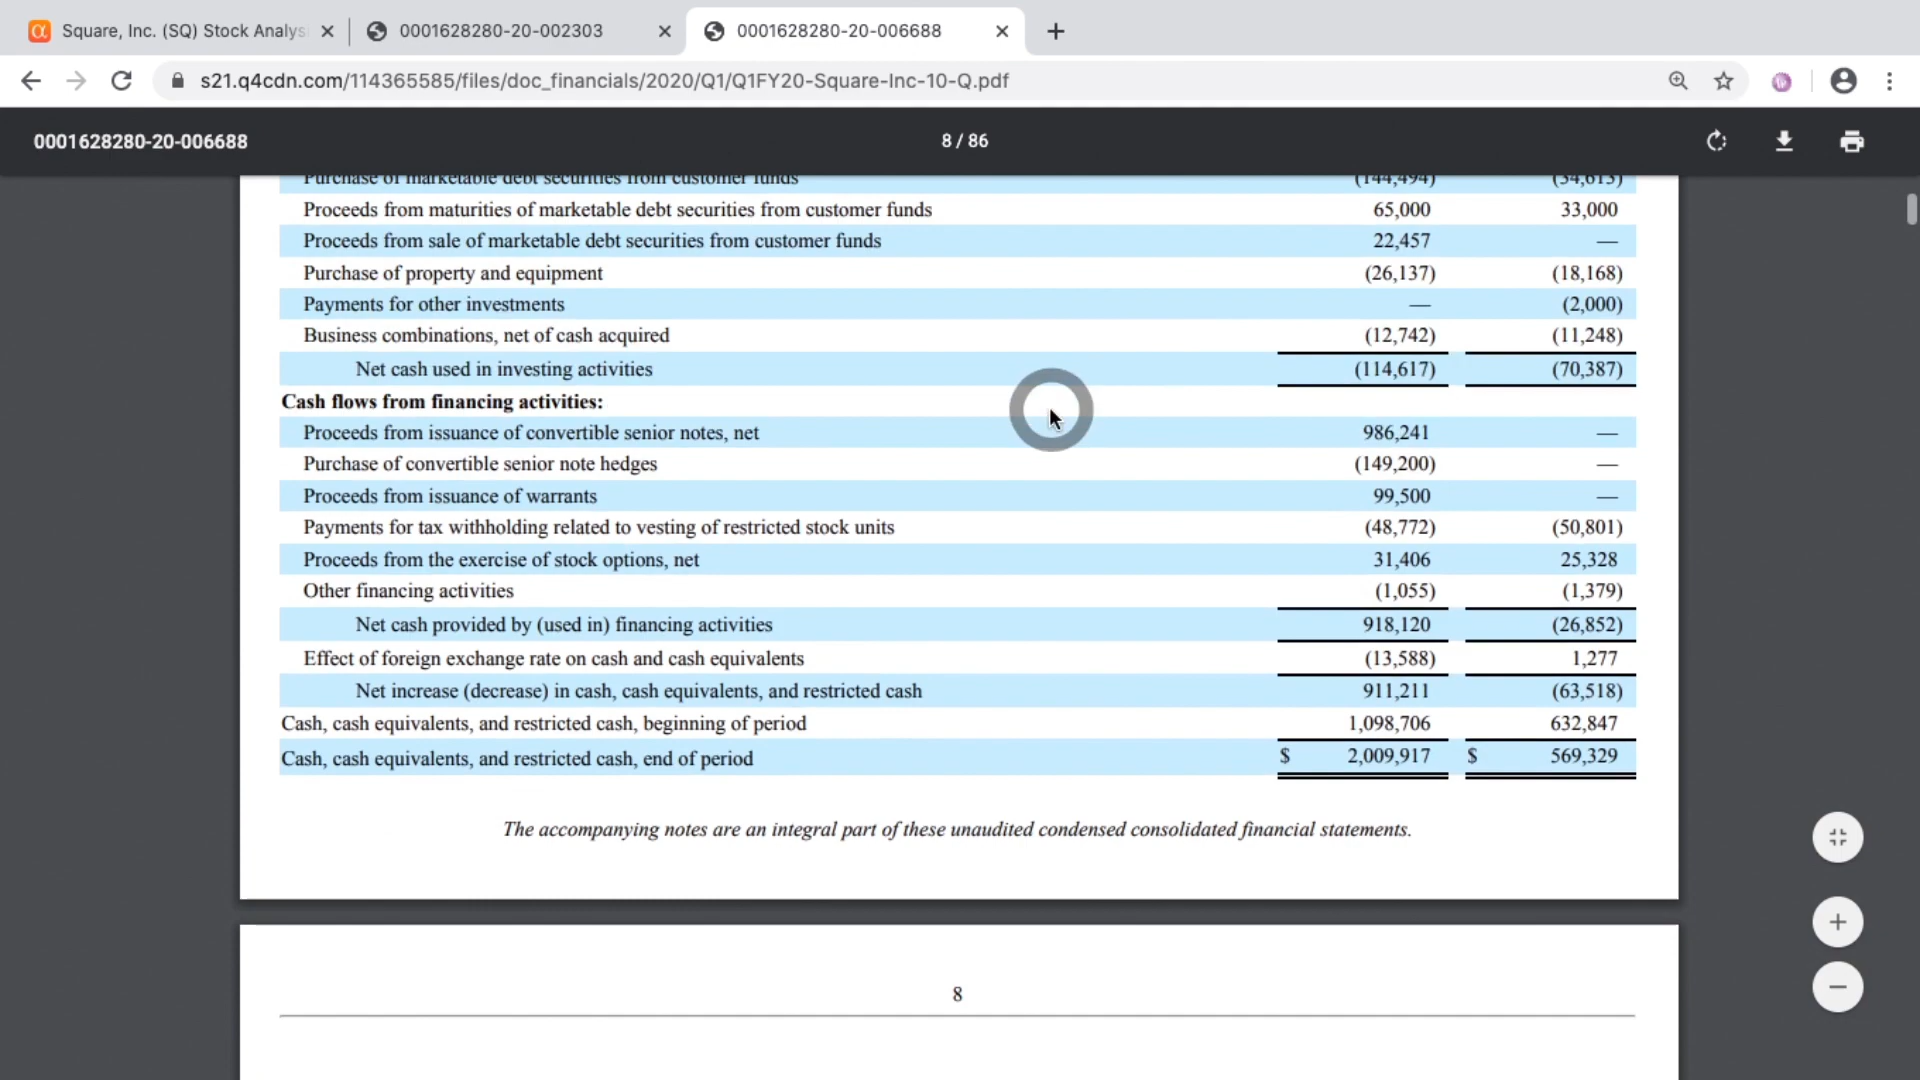 Square, Inc. (SQ) Stock Analys
0001628280-20-002303
0001628280-20-006688
s21.q4cdn.com/114365585/files/doc_financials/2020/Q1/Q1FY20-Square-Inc-10-Q.pdf
0001628280-20-006688 8 / 86
Purchase of marketable debt securities from customer funds (144,494) (54,613)
Proceeds from maturities of marketable debt securities from customer funds 65,000 33,000
Proceeds from sale of marketable debt securities from customer funds 22,457 —
Purchase of property and equipment (26,137) (18,168)
Payments for other investments — (2,000)
Business combinations, net of cash acquired (12,742) (11,248)
Net cash used in investing activities (114,617) (70,387)
Cash flows from financing activities:
Proceeds from issuance of convertible senior notes, net 986,241 —
Purchase of convertible senior note hedges (149,200) —
Proceeds from issuance of warrants 99,500 —
Payments for tax withholding related to vesting of restricted stock units (48,772) (50,801)
Proceeds from the exercise of stock options, net 31,406 25,328
Other financing activities (1,055) (1,379)
Net cash provided by (used in) financing activities 918,120 (26,852)
Effect of foreign exchange rate on cash and cash equivalents (13,588) 1,277
Net increase (decrease) in cash, cash equivalents, and restricted cash 911,211 (63,518)
Cash, cash equivalents, and restricted cash, beginning of period 1,098,706 632,847
Cash, cash equivalents, and restricted cash, end of period $ 2,009,917 $ 569,329
The accompanying notes are an integral part of these unaudited condensed consolidated financial statements.
8